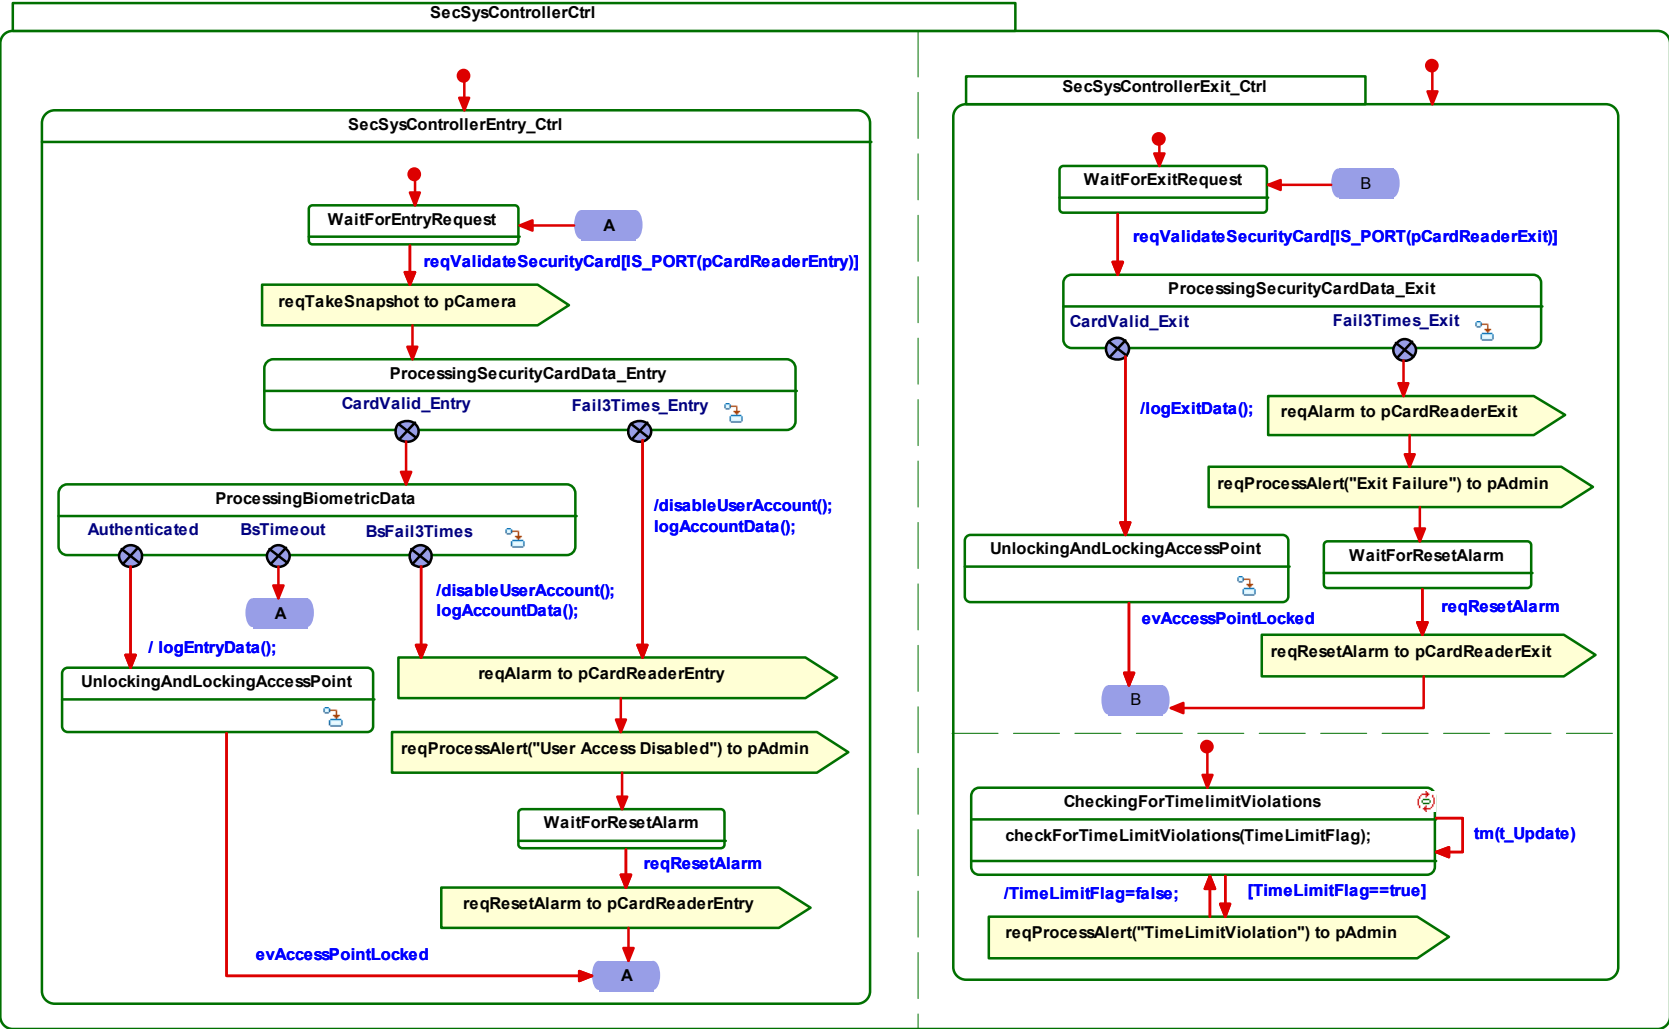 SecSysControllerCtrl
SecSysControllerEntry_Ctrl
WaitForEntryRequest
A
reqValidateSecurityCard[IS_PORT(pCardReaderEntry)]
reqTakeSnapshot to pCamera
ProcessingSecurityCardData_Entry
CardValid_Entry
Fail3Times_Entry
ProcessingBiometricData
Authenticated
BsTimeout
BsFail3Times
/disableUserAccount();
logAccountData();
/disableUserAccount();
logAccountData();
A
/ logEntryData();
UnlockingAndLockingAccessPoint
reqAlarm to pCardReaderEntry
reqProcessAlert("User Access Disabled") to pAdmin
WaitForResetAlarm
reqResetAlarm
reqResetAlarm to pCardReaderEntry
evAccessPointLocked
A
SecSysControllerExit_Ctrl
WaitForExitRequest
B
reqValidateSecurityCard[IS_PORT(pCardReaderExit)]
ProcessingSecurityCardData_Exit
CardValid_Exit
Fail3Times_Exit
/logExitData();
reqAlarm to pCardReaderExit
reqProcessAlert("Exit Failure") to pAdmin
UnlockingAndLockingAccessPoint
WaitForResetAlarm
evAccessPointLocked
reqResetAlarm
reqResetAlarm to pCardReaderExit
B
CheckingForTimelimitViolations
checkForTimeLimitViolations(TimeLimitFlag);
tm(t_Update)
/TimeLimitFlag=false;
[TimeLimitFlag==true]
reqProcessAlert("TimeLimitViolation") to pAdmin